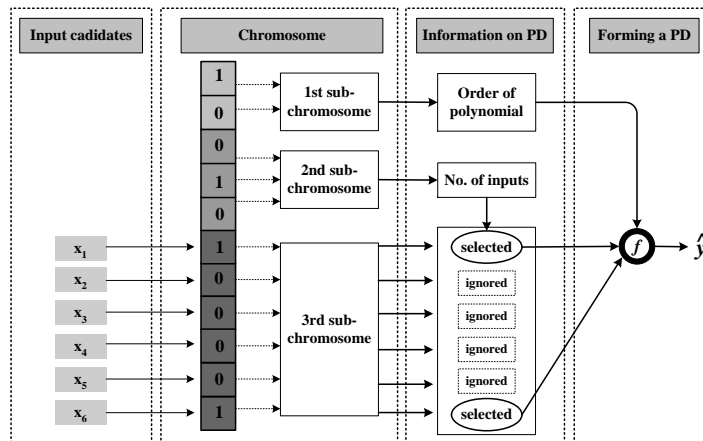 Input cadidates
Chromosome
Information on PD
Forming a PD
1
0
0
1
0
1
0
0
0
0
1
1st sub-
chromosome
2nd sub-
chromosome
3rd sub-
chromosome
Order of
polynomial
No. of inputs
selected
ignored
ignored
ignored
ignored
selected
x₁
x₂
x₃
x₄
x₅
x₆
f
ŷ